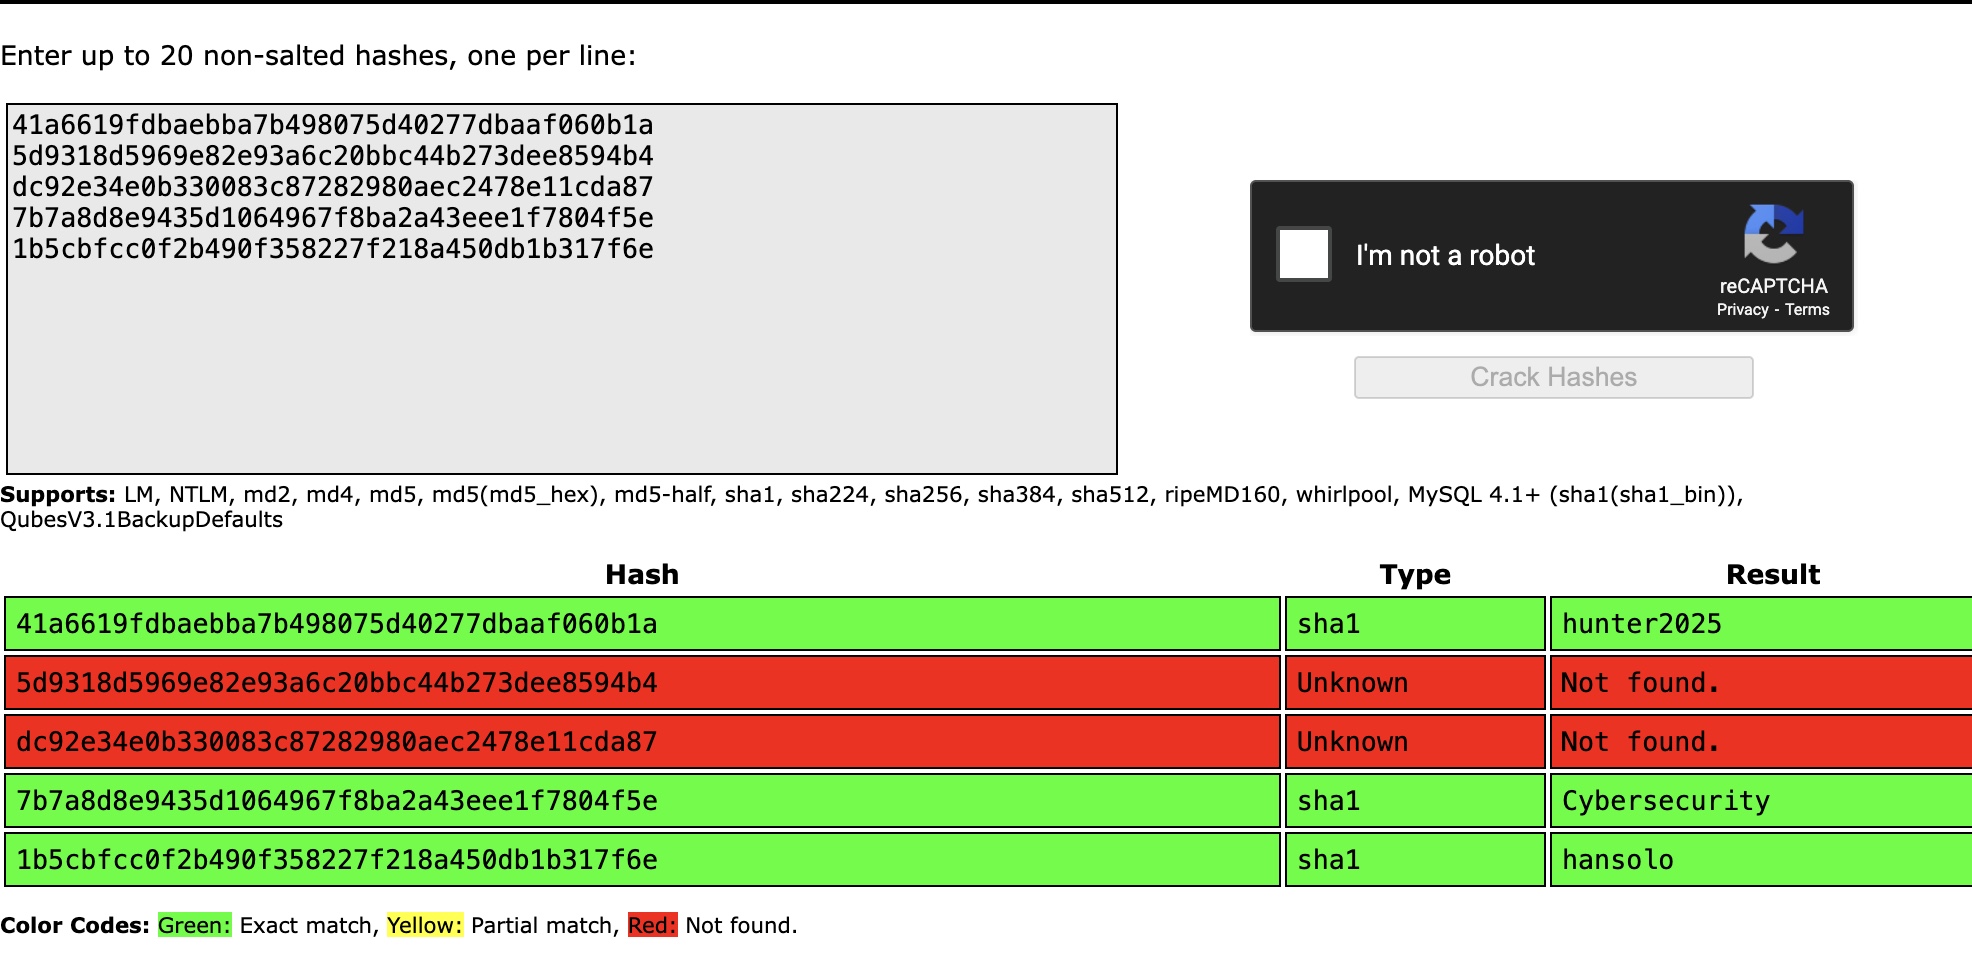 Enter up to 20 non-salted hashes, one per line:
41a6619fdbaebba7b498075d40277dbaaf060b1a
5d9318d5969e82e93a6c20bbc44b273dee8594b4
dc92e34e0b330083c87282980aec2478e11cda87
7b7a8d8e9435d1064967f8ba2a43eee1f7804f5e
1b5cbfcc0f2b490f358227f218a450db1b317f6e
I'm not a robot
reCAPTCHA
Privacy - Terms
Crack Hashes
Supports: LM, NTLM, md2, md4, md5, md5(md5_hex), md5-half, sha1, sha224, sha256, sha384, sha512, ripeMD160, whirlpool, MySQL 4.1+ (sha1(sha1_bin)),
QubesV3.1BackupDefaults
Hash Type Result
41a6619fdbaebba7b498075d40277dbaaf060b1a sha1 hunter2025
5d9318d5969e82e93a6c20bbc44b273dee8594b4 Unknown Not found.
dc92e34e0b330083c87282980aec2478e11cda87 Unknown Not found.
7b7a8d8e9435d1064967f8ba2a43eee1f7804f5e sha1 Cybersecurity
1b5cbfcc0f2b490f358227f218a450db1b317f6e sha1 hansolo
Color Codes: Green: Exact match, Yellow: Partial match, Red: Not found.